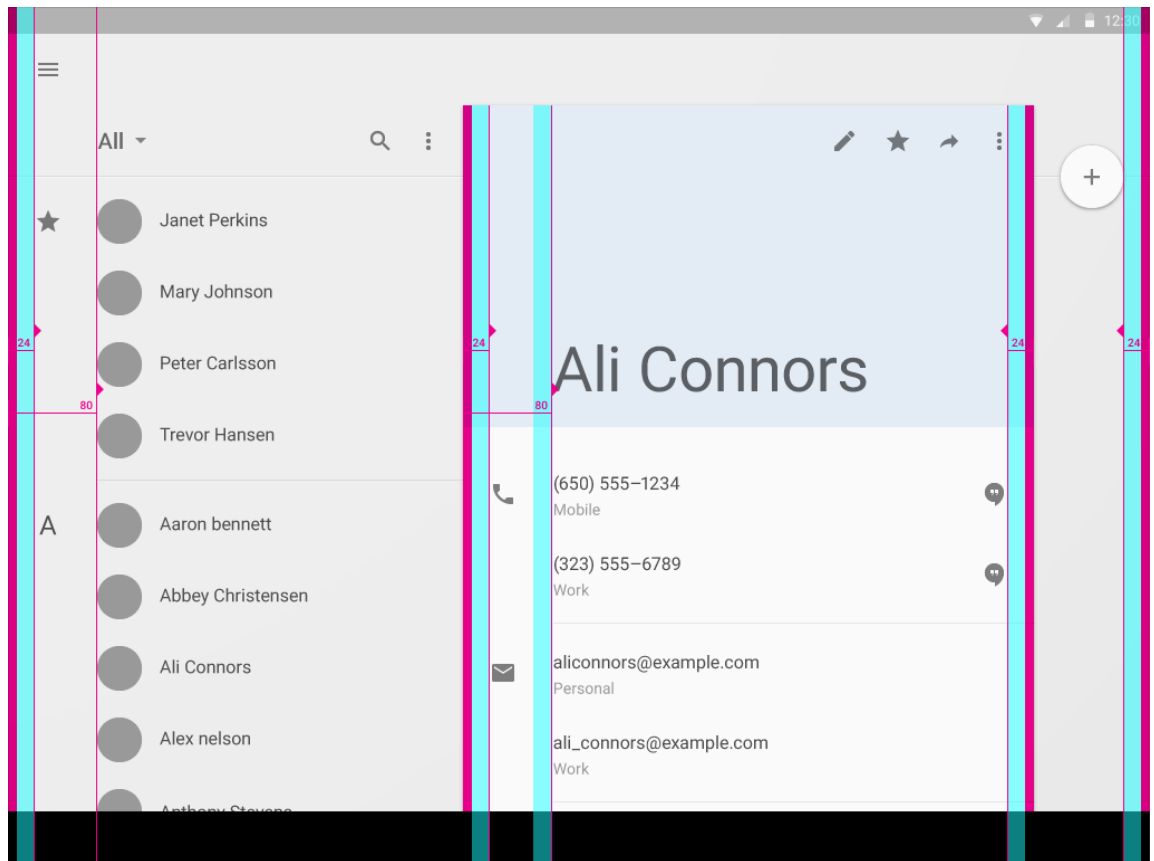 12:30
All
Janet Perkins
Mary Johnson
Peter Carlsson
Trevor Hansen
A
Aaron bennett
Abbey Christensen
Ali Connors
Alex nelson
Anthony Stevens
24
80
24
80
24
24
Ali Connors
(650) 555–1234
Mobile
(323) 555–6789
Work
aliconnors@example.com
Personal
ali_connors@example.com
Work